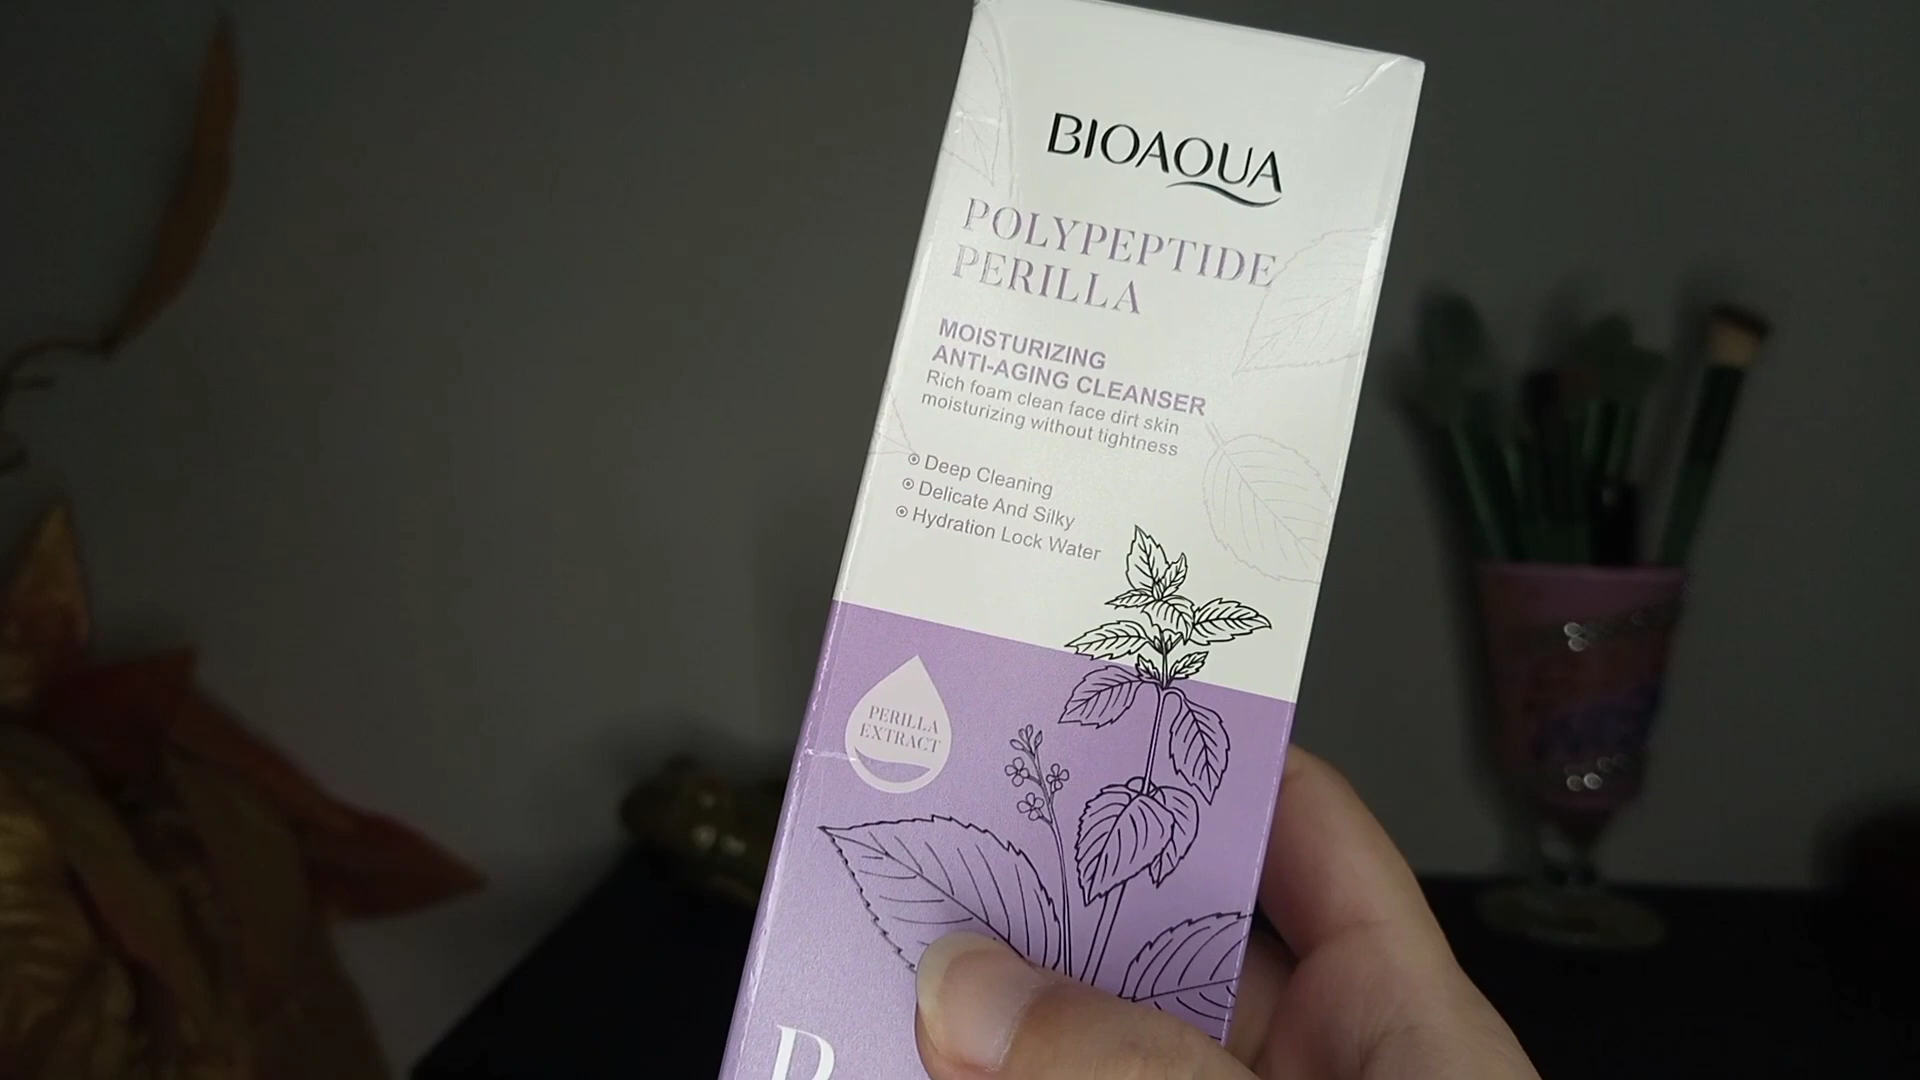 BIOAQUA
POLYPEPTIDE
PERILLA
MOISTURIZING
ANTI-AGING CLEANSER
Rich foam clean face dirt skin
moisturizing without tightness
Deep Cleaning
Delicate And Silky
Hydration Lock Water
PERILLA
EXTRACT